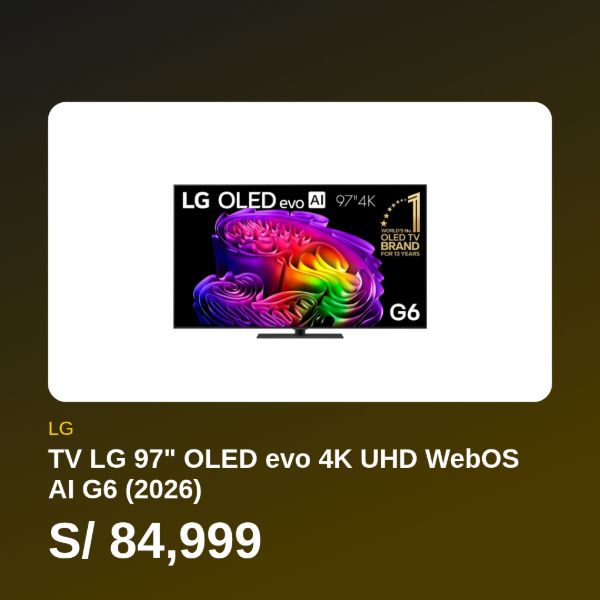 LG OLED evo AI 97"4K
WORLD'S No.1
OLED TV
BRAND
FOR 13 YEARS
G6
LG
TV LG 97" OLED evo 4K UHD WebOS
AI G6 (2026)
S/ 84,999